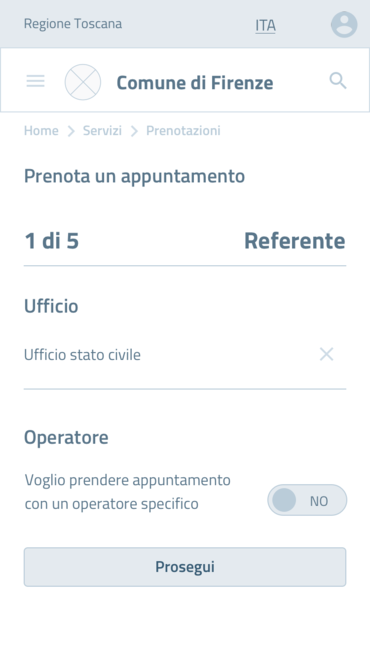 Regione Toscana
ITA
Comune di Firenze
Home Servizi Prenotazioni
Prenota un appuntamento
1 di 5 Referente
Ufficio
Ufficio stato civile
Operatore
Voglio prendere appuntamento
con un operatore specifico
NO
Prosegui